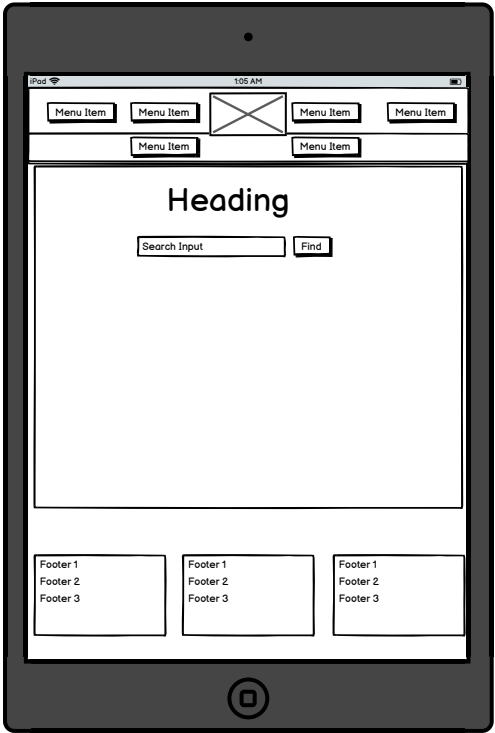 iPad 1:05 AM
Menu Item Menu Item Menu Item Menu Item
Menu Item Menu Item
Heading
Search Input Find
Footer 1
Footer 2
Footer 3
Footer 1
Footer 2
Footer 3
Footer 1
Footer 2
Footer 3